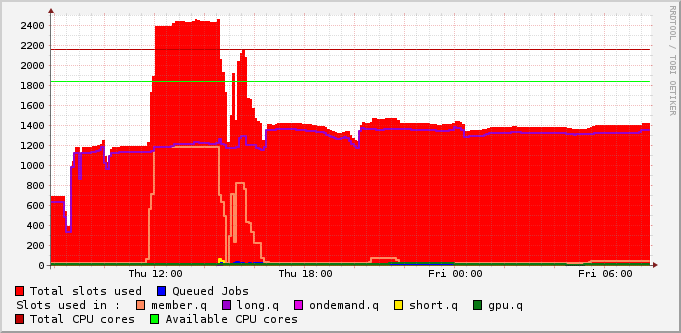 RRDTOOL / TOBI OETIKER
2400
2200
2000
1800
1600
1400
1200
1000
800
600
400
200
0
Thu 12:00 Thu 18:00 Fri 00:00 Fri 06:00
Total slots used Queued Jobs
Slots used in : member.q long.q ondemand.q short.q gpu.q
Total CPU cores Available CPU cores